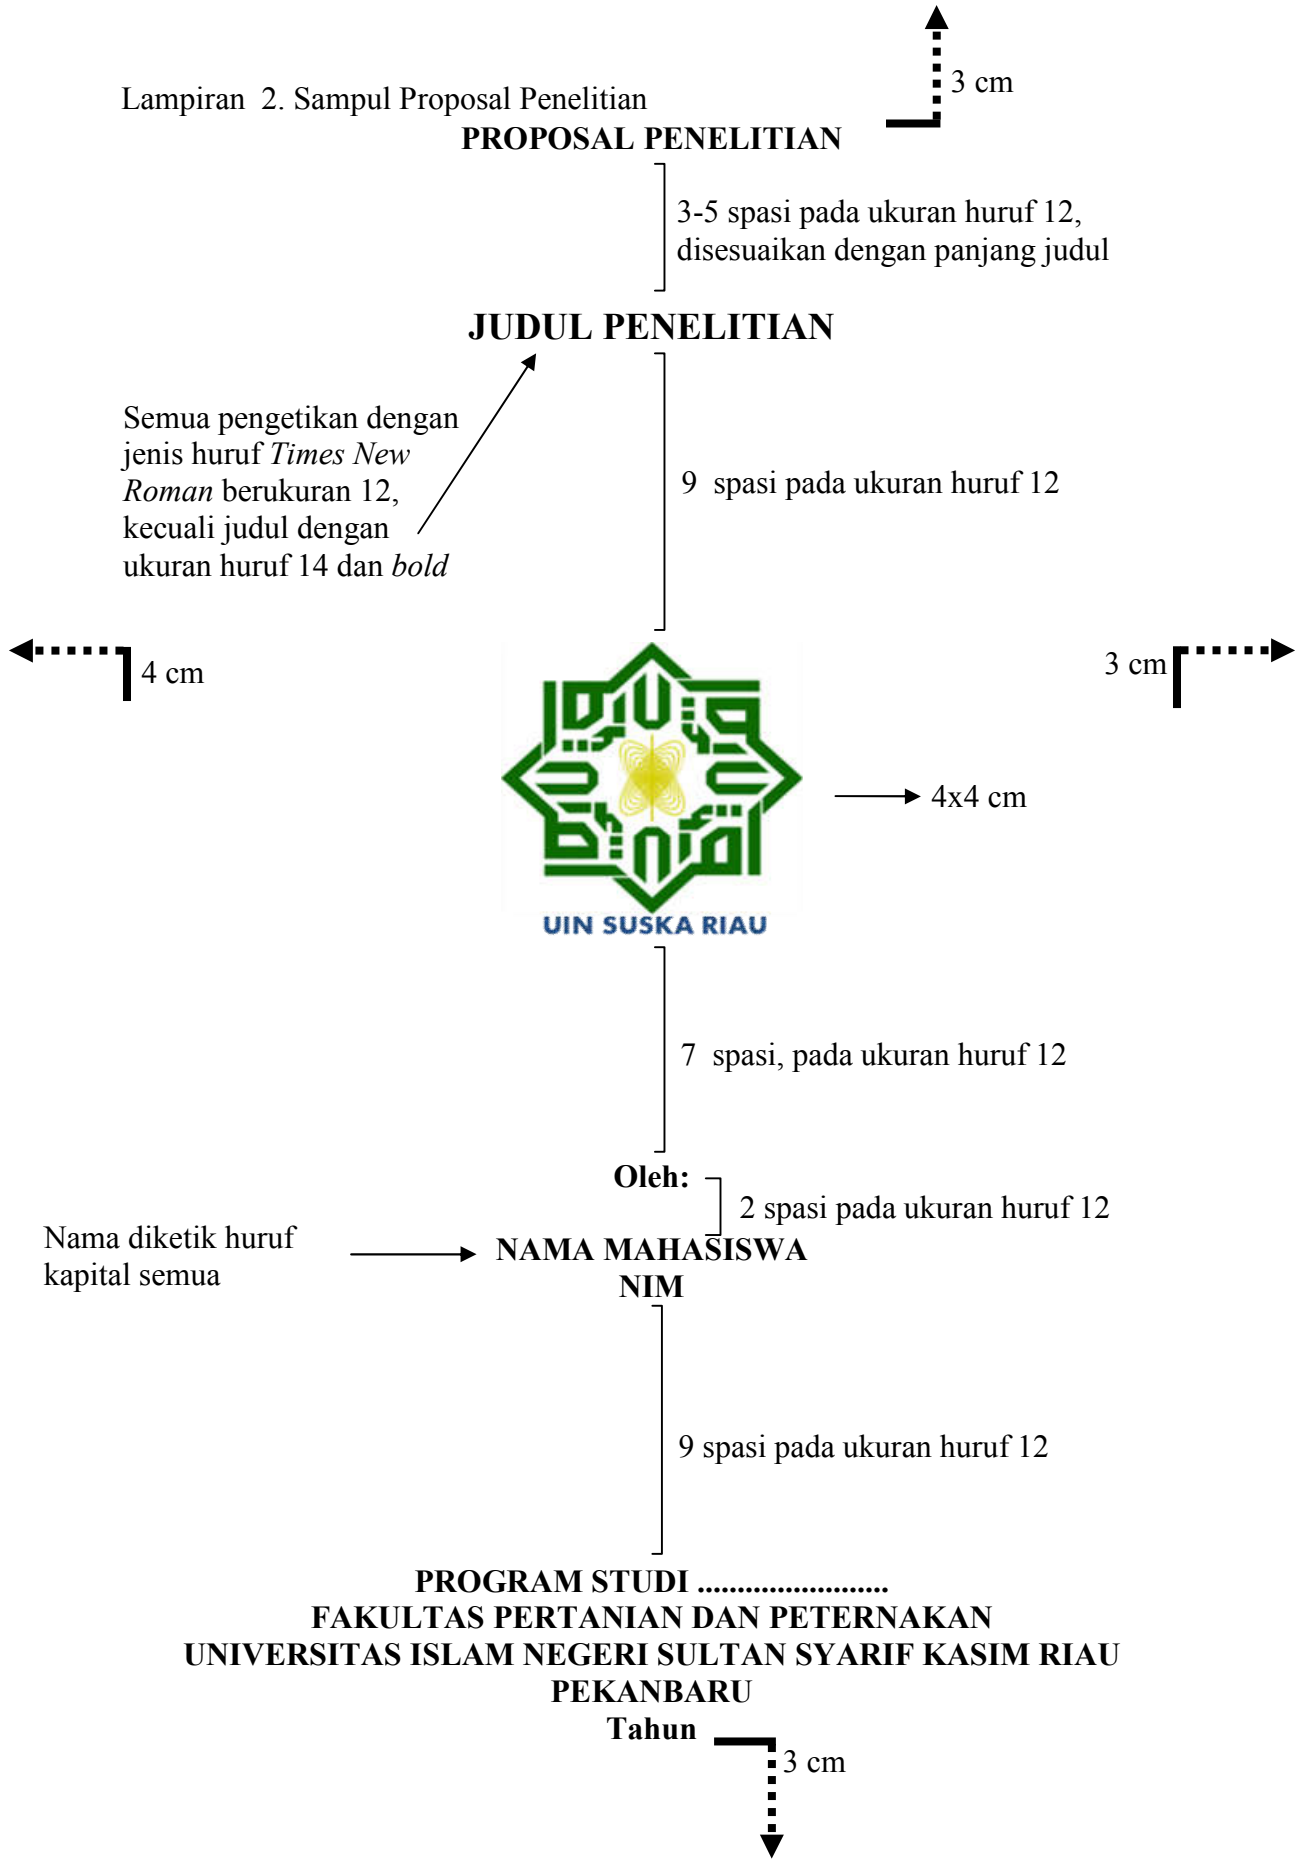 3 cm
Lampiran  2. Sampul Proposal Penelitian
PROPOSAL PENELITIAN
3-5 spasi pada ukuran huruf 12,
disesuaikan dengan panjang judul
JUDUL PENELITIAN
Semua pengetikan dengan
jenis huruf Times New
Roman berukuran 12,
kecuali judul dengan
ukuran huruf 14 dan bold
9  spasi pada ukuran huruf 12
4 cm
3 cm
4x4 cm
UIN SUSKA RIAU
7  spasi, pada ukuran huruf 12
Oleh:
2 spasi pada ukuran huruf 12
Nama diketik huruf
kapital semua
NAMA MAHASISWA
NIM
9 spasi pada ukuran huruf 12
PROGRAM STUDI ........................
FAKULTAS PERTANIAN DAN PETERNAKAN
UNIVERSITAS ISLAM NEGERI SULTAN SYARIF KASIM RIAU
PEKANBARU
Tahun
3 cm